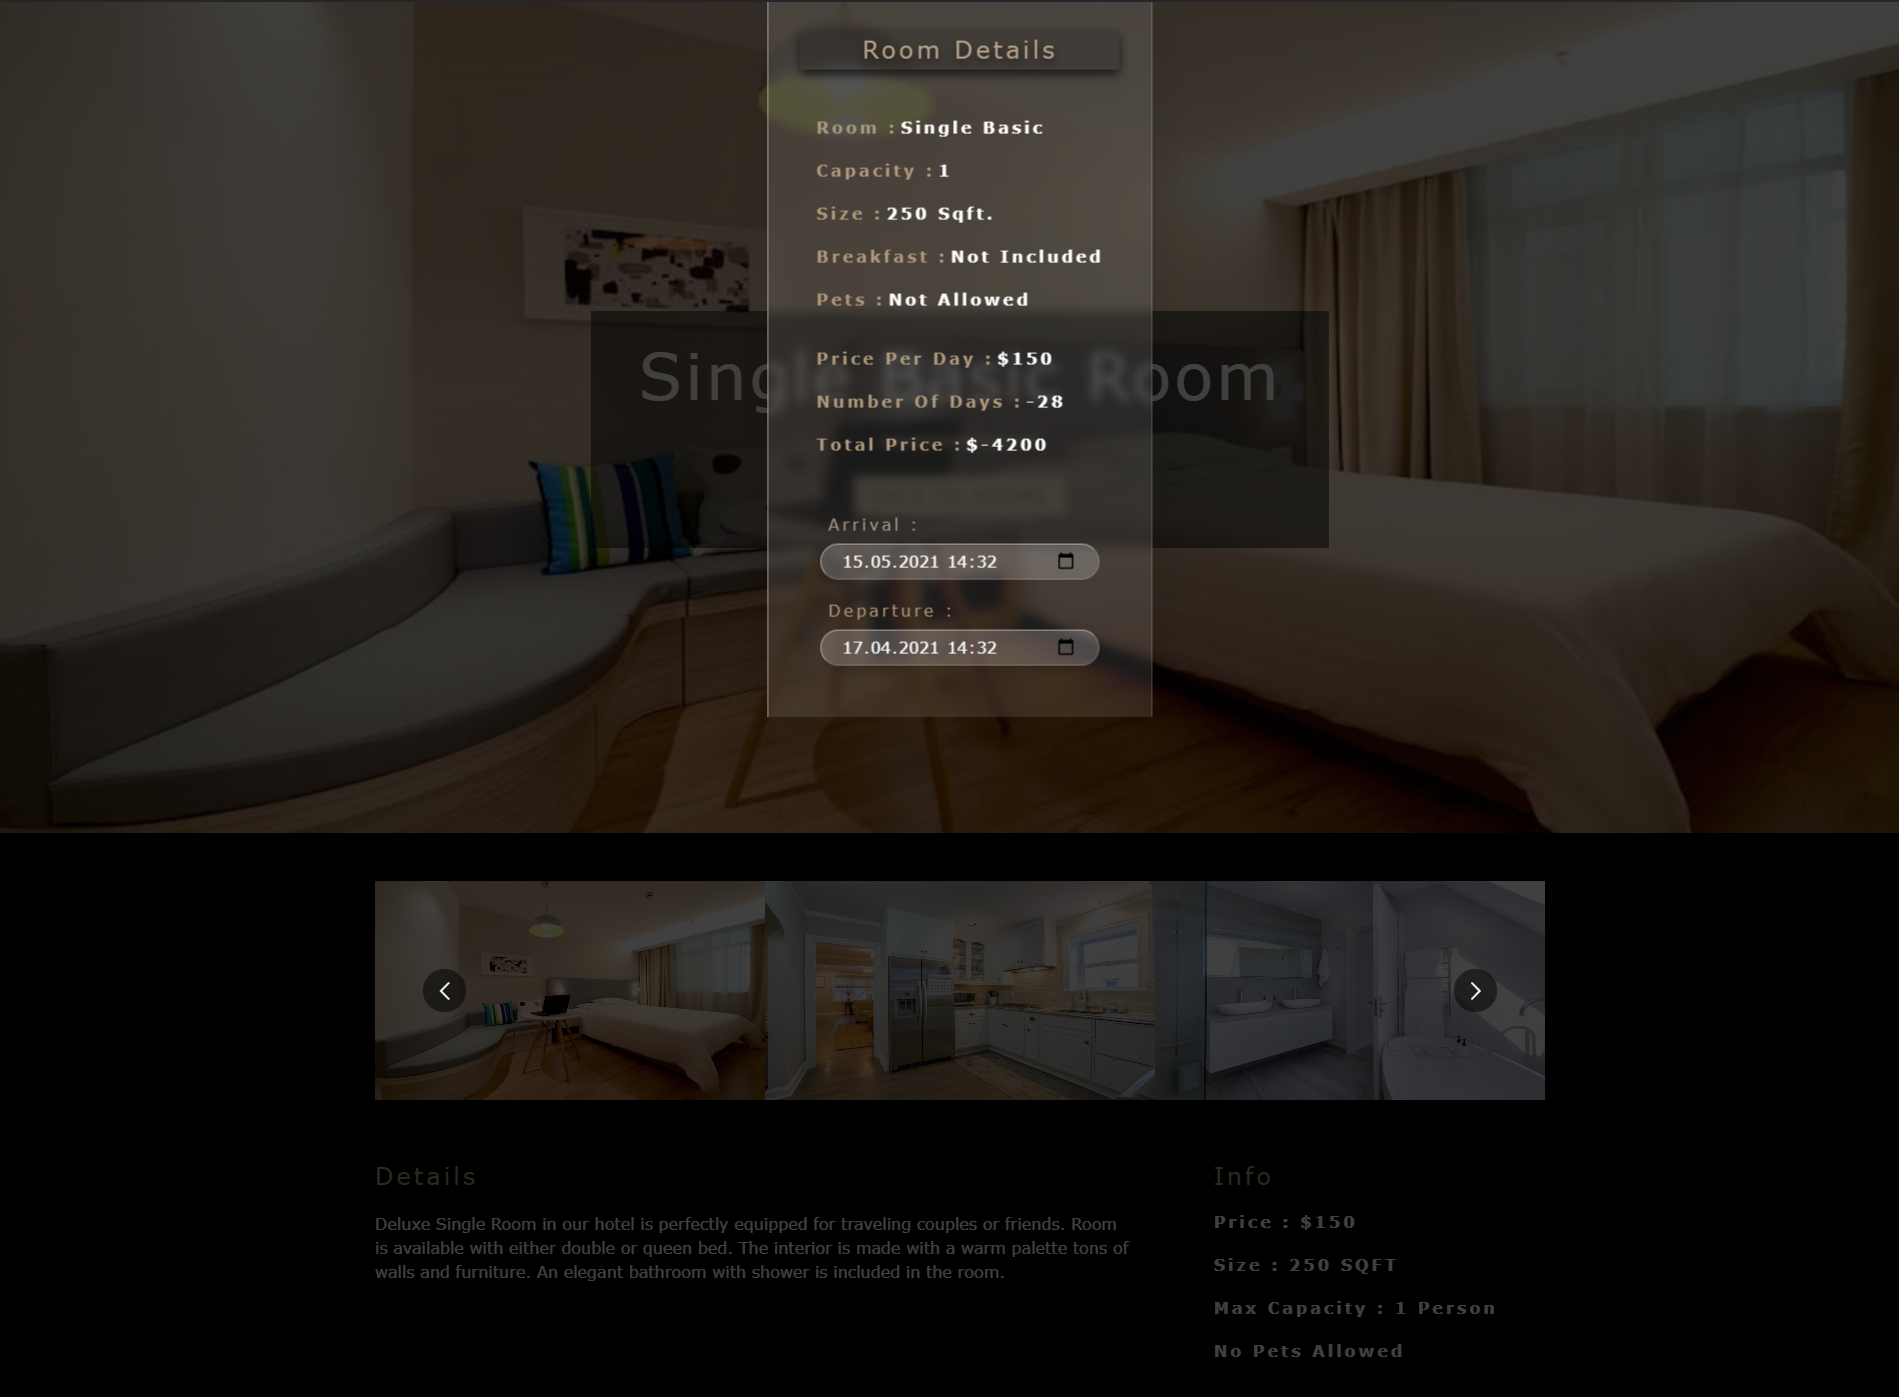 Room Details
Room : Single Basic
Capacity : 1
Size : 250 Sqft.
Breakfast : Not Included
Pets : Not Allowed
Single Basic Room
Price Per Day : $150
Number Of Days : -28
Total Price : $-4200
Arrival :
15.05.2021 14:32
Departure :
17.04.2021 14:32
Details
Deluxe Single Room in our hotel is perfectly equipped for traveling couples or friends. Room
is available with either double or queen bed. The interior is made with a warm palette tons of
walls and furniture. An elegant bathroom with shower is included in the room.
Info
Price : $150
Size : 250 SQFT
Max Capacity : 1 Person
No Pets Allowed